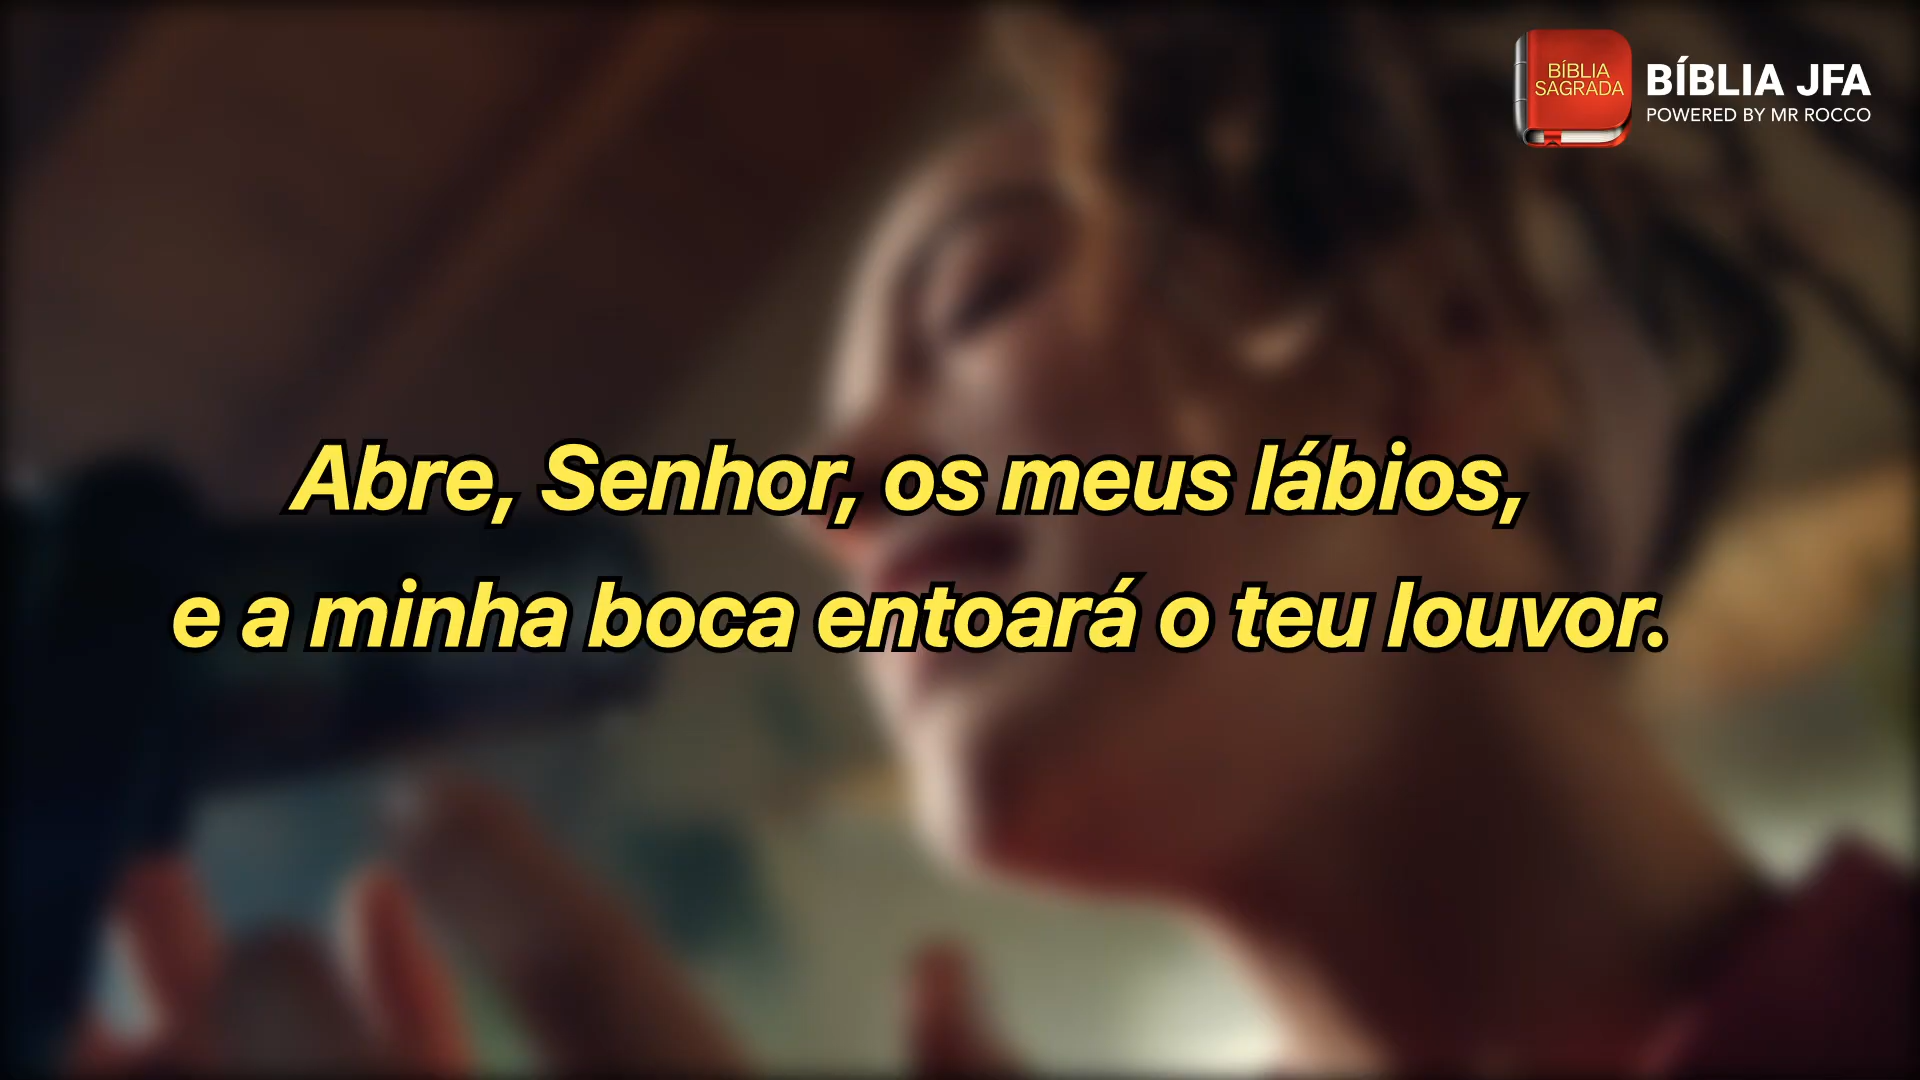 BÍBLIA
SAGRADA
BÍBLIA JFA
POWERED BY MR ROCCO
Abre, Senhor, os meus lábios,
e a minha boca entoará o teu louvor.